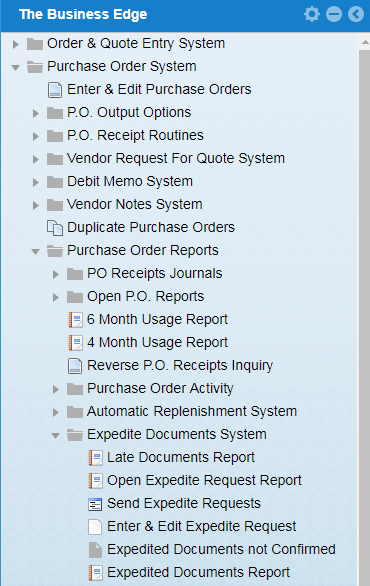 The Business Edge
Order & Quote Entry System
Purchase Order System
Enter & Edit Purchase Orders
P.O. Output Options
P.O. Receipt Routines
Vendor Request For Quote System
Debit Memo System
Vendor Notes System
Duplicate Purchase Orders
Purchase Order Reports
PO Receipts Journals
Open P.O. Reports
6 Month Usage Report
4 Month Usage Report
Reverse P.O. Receipts Inquiry
Purchase Order Activity
Automatic Replenishment System
Expedite Documents System
Late Documents Report
Open Expedite Request Report
Send Expedite Requests
Enter & Edit Expedite Request
Expedited Documents not Confirmed
Expedited Documents Report